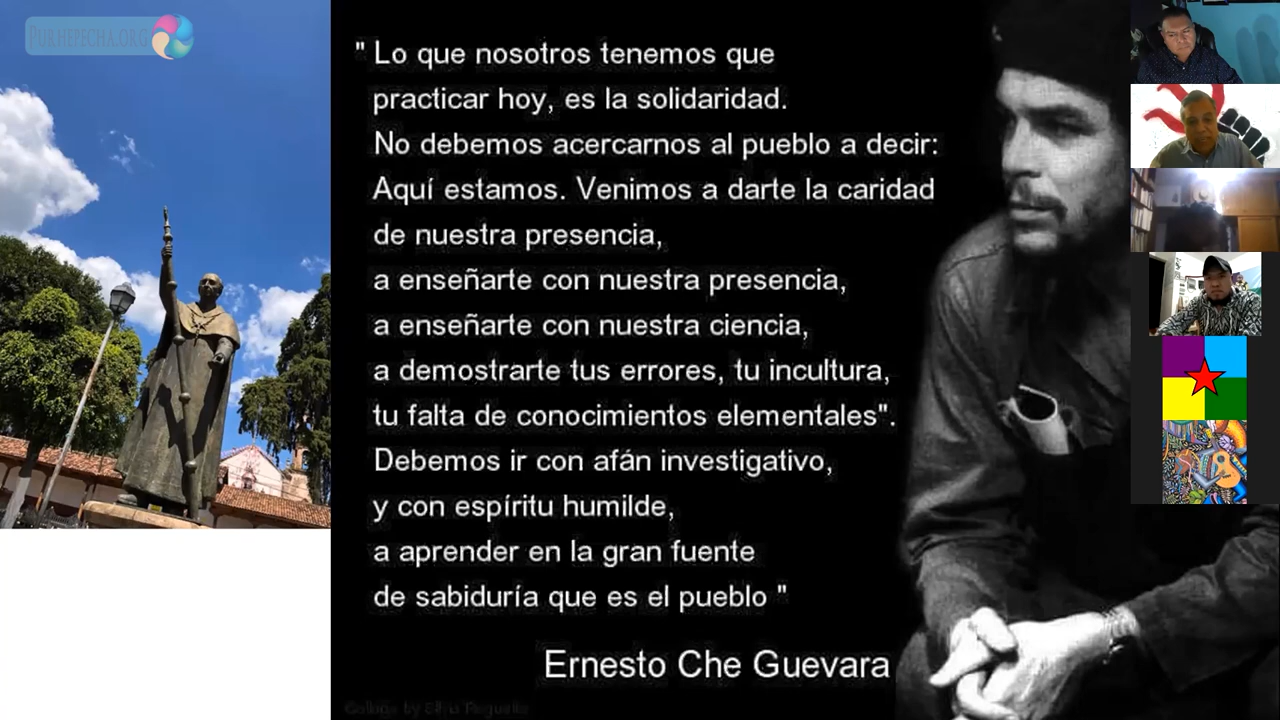 PURHEPECHA.ORG
" Lo que nosotros tenemos que
practicar hoy, es la solidaridad.
No debemos acercarnos al pueblo a decir:
Aquí estamos. Venimos a darte la caridad
de nuestra presencia,
a enseñarte con nuestra presencia,
a enseñarte con nuestra ciencia,
a demostrarte tus errores, tu incultura,
tu falta de conocimientos elementales".
Debemos ir con afán investigativo,
y con espíritu humilde,
a aprender en la gran fuente
de sabiduría que es el pueblo "
Ernesto Che Guevara